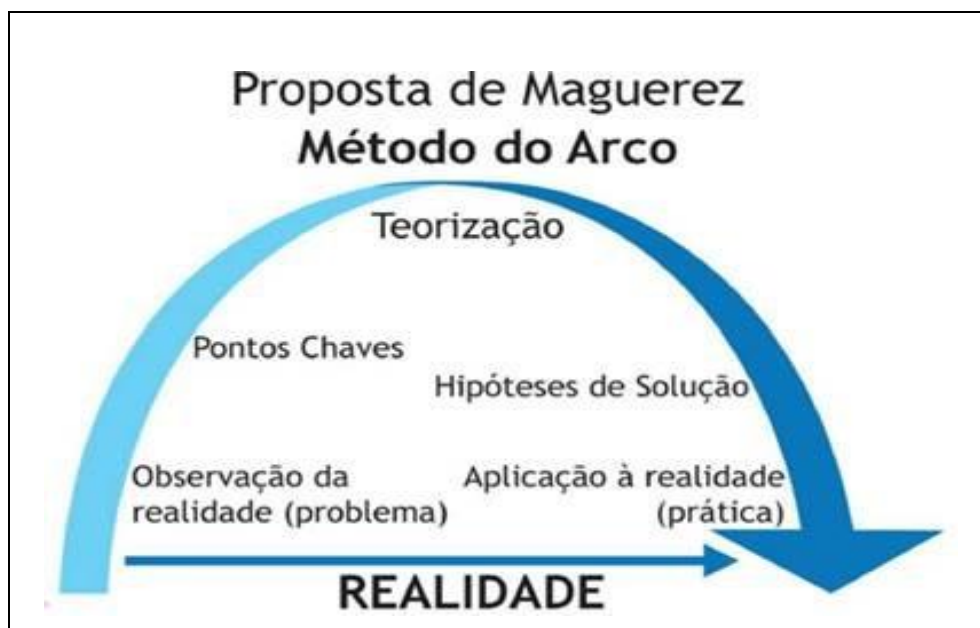 Proposta de Maguerez
Método do Arco
Teorização
Pontos Chaves
Hipóteses de Solução
Observação da
realidade (problema)
Aplicação à realidade
(prática)
REALIDADE